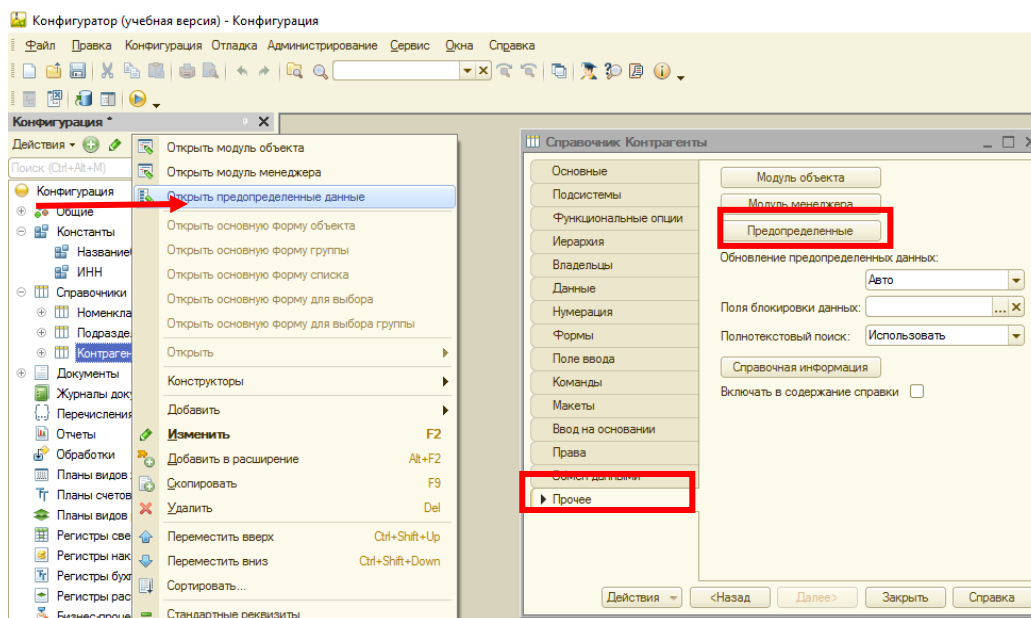 Конфигуратор (учебная версия) - Конфигурация
Файл Правка Конфигурация Отладка Администрирование Сервис Окна Справка
Конфигурация *
Действия
Поиск (Ctrl+Alt+M)
Конфигурация
Общие
Константы
ИНН
Справочники
Документы
Перечисления
Отчеты
Обработки
Планы видов
Планы счетов
Планы видов
Открыть модуль объекта
Открыть модуль менеджера
Открыть предопределенные данные
Открыть основную форму объекта
Открыть основную форму группы
Открыть основную форму списка
Открыть основную форму для выбора
Открыть основную форму для выбора группы
Открыть
Конструкторы
Добавить
Изменить F2
Добавить в расширение Alt+F2
Скопировать F9
Удалить Del
Переместить вверх Ctrl+Shift+Up
Переместить вниз Ctrl+Shift+Down
Сортировать...
Стандартные реквизиты
Справочник Контрагенты
Основные
Подсистемы
Функциональные опции
Иерархия
Владельцы
Данные
Нумерация
Формы
Поле ввода
Команды
Макеты
Ввод на основании
Права
Обмен данными
Прочее
Модуль объекта
Модуль менеджера
Предопределенные
Обновление предопределенных данных:
Авто
Поля блокировки данных:
Полнотекстовый поиск: Использовать
Справочная информация
Включать в содержание справки
Действия <Назад Далее> Закрыть Справка